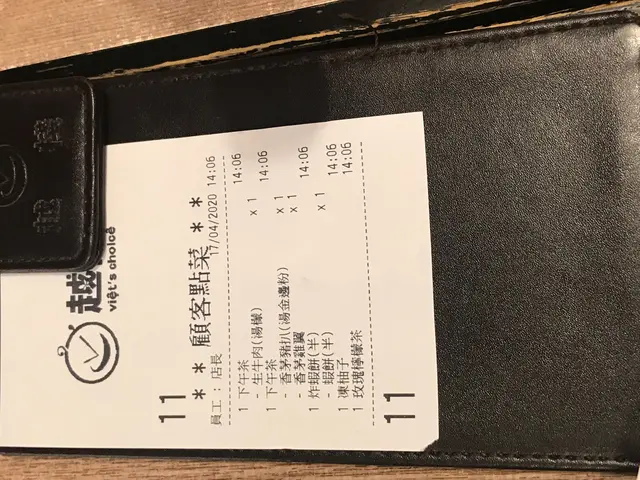 越
việt's choice
11
* * 顧客點菜 * *
員工 : 店長 17/04/2020 14:06
1 下午茶 14:06
- 生牛肉(湯檬) x 1
1 下午茶 14:06
- 香茅豬扒(湯金邊粉) x 1
- 香茅雞翼 x 1
1 炸蝦餅(半) 14:06
- 蝦餅(半) x 1
1 凍柚子 14:06
1 玫瑰檸檬茶 14:06
11